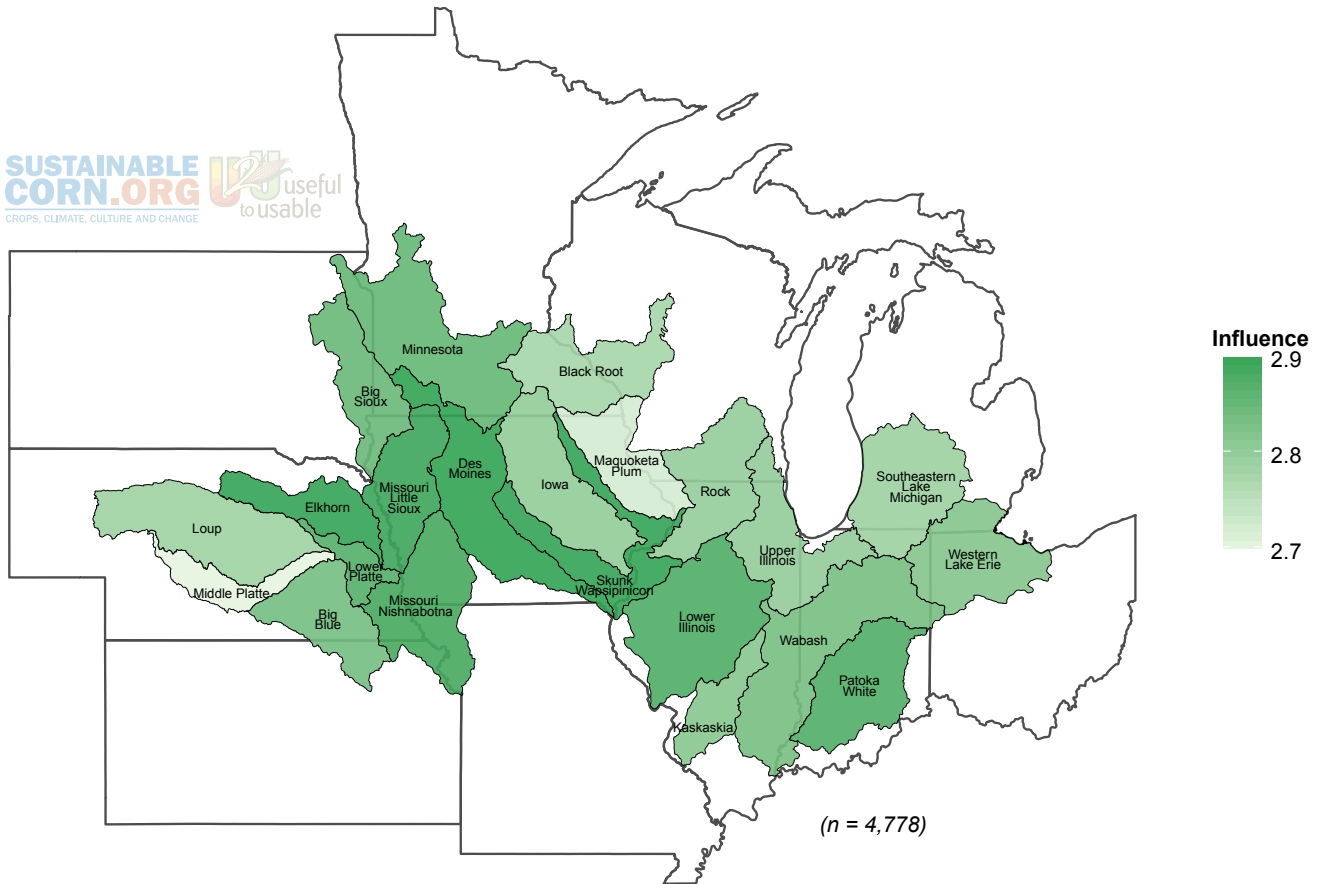 SUSTAINABLE
CORN.ORG
CROPS, CLIMATE, CULTURE AND CHANGE
U2U useful
to usable
Minnesota
Black Root
Big
Sioux
Maguoketa
Plum
Des
Moines
Missouri
Little
Sioux
Iowa
Rock
Southeastern
Lake
Michigan
Elkhorn
Loup
Upper
Illinois
Western
Lake Erie
Lower
Platte
Middle Platte
Skunk
Wapsipinicon
Missouri
Nishnabotna
Big
Blue
Lower
Illinois
Wabash
Patoka
White
Kaskaskia
(n = 4,778)
Influence
2.9
2.8
2.7